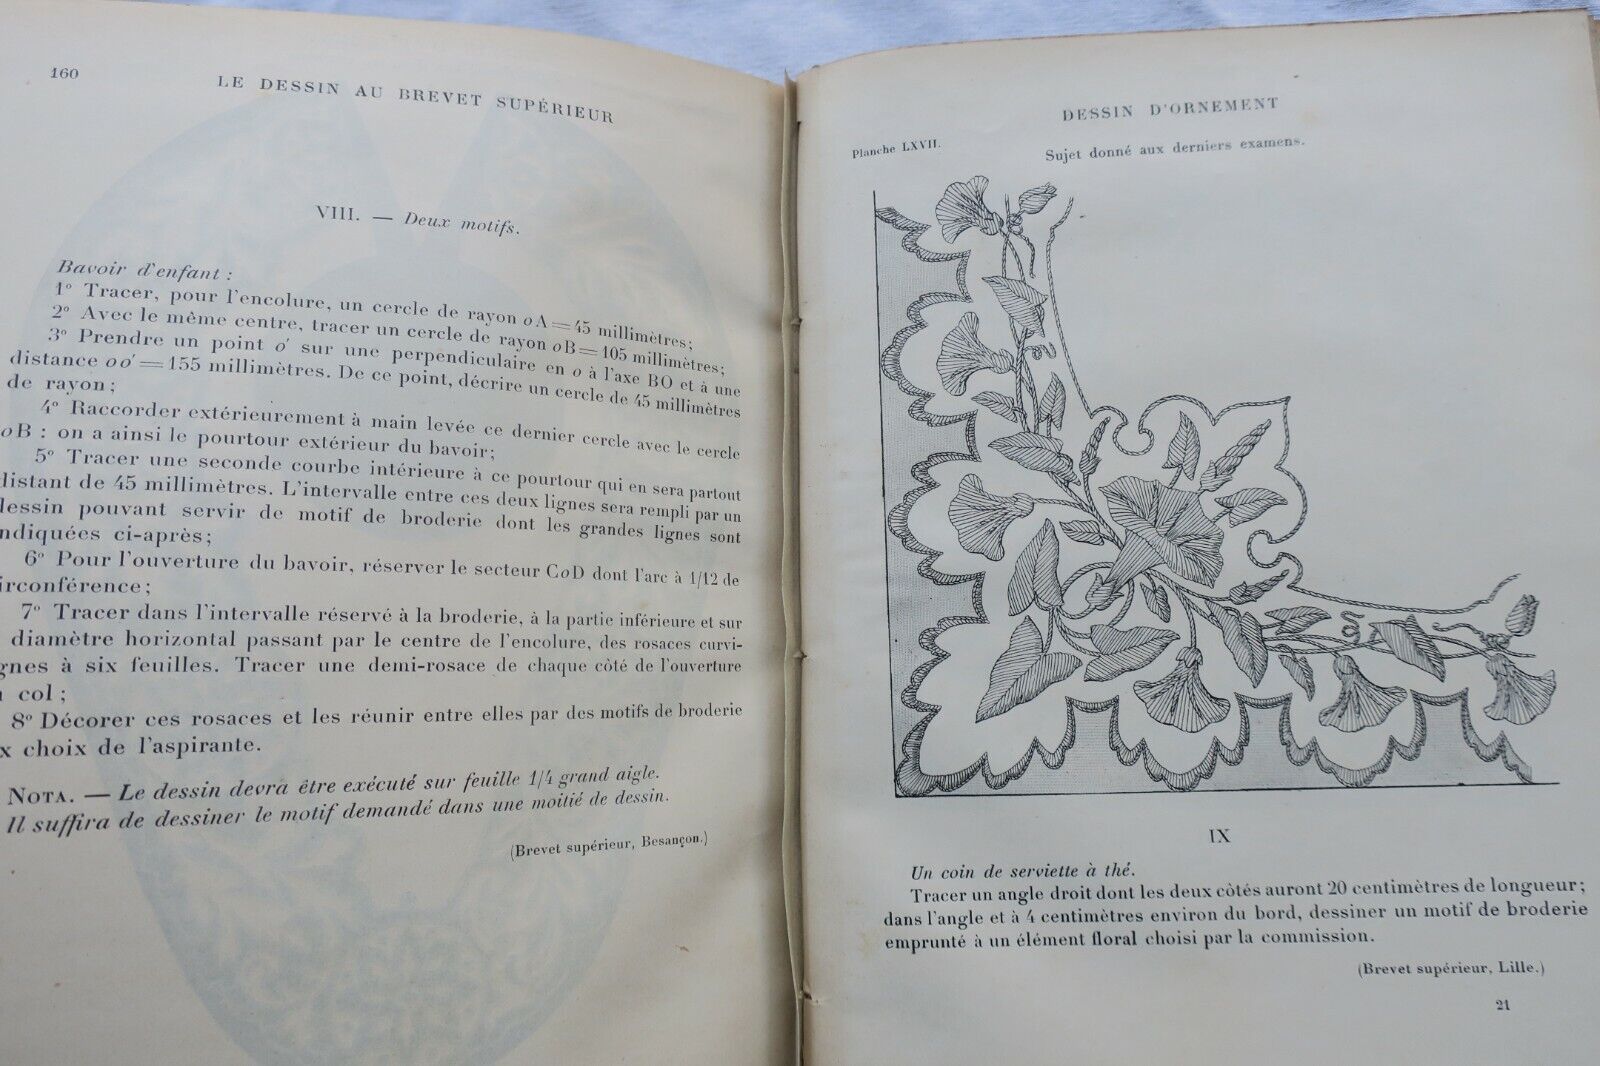 160
LE DESSIN AU BREVET SUPÉRIEUR
VIII. — Deux motifs.
Bavoir d'enfant :
1° Tracer, pour l'encolure, un cercle de rayon oA = 45 millimètres;
2° Avec le même centre, tracer un cercle de rayon oB = 105 millimètres;
3° Prendre un point o' sur une perpendiculaire en o à l'axe BO et à une
distance oo' = 155 millimètres. De ce point, décrire un cercle de 45 millimètres
de rayon;
4° Raccorder extérieurement à main levée ce dernier cercle avec le cercle
oB : on a ainsi le pourtour extérieur du bavoir;
5° Tracer une seconde courbe intérieure à ce pourtour qui en sera partout
distant de 45 millimètres. L'intervalle entre ces deux lignes sera rempli par un
dessin pouvant servir de motif de broderie dont les grandes lignes sont
ndiquées ci-après;
6° Pour l'ouverture du bavoir, réserver le secteur CoD dont l'arc à 1/12 de
irconférence;
7° Tracer dans l'intervalle réservé à la broderie, à la partie inférieure et sur
diamètre horizontal passant par le centre de l'encolure, des rosaces curvi-
gnes à six feuilles. Tracer une demi-rosace de chaque côté de l'ouverture
col;
8° Décorer ces rosaces et les réunir entre elles par des motifs de broderie
x choix de l'aspirante.
NOTA. — Le dessin devra être exécuté sur feuille 1/4 grand aigle.
Il suffira de dessiner le motif demandé dans une moitié de dessin.
(Brevet supérieur, Besançon.)
DESSIN D'ORNEMENT
Planche LXVII.
Sujet donné aux derniers examens.
IX
Un coin de serviette à thé.
Tracer un angle droit dont les deux côtés auront 20 centimètres de longueur;
dans l'angle et à 4 centimètres environ du bord, dessiner un motif de broderie
emprunté à un élément floral choisi par la commission.
(Brevet supérieur, Lille.)
21